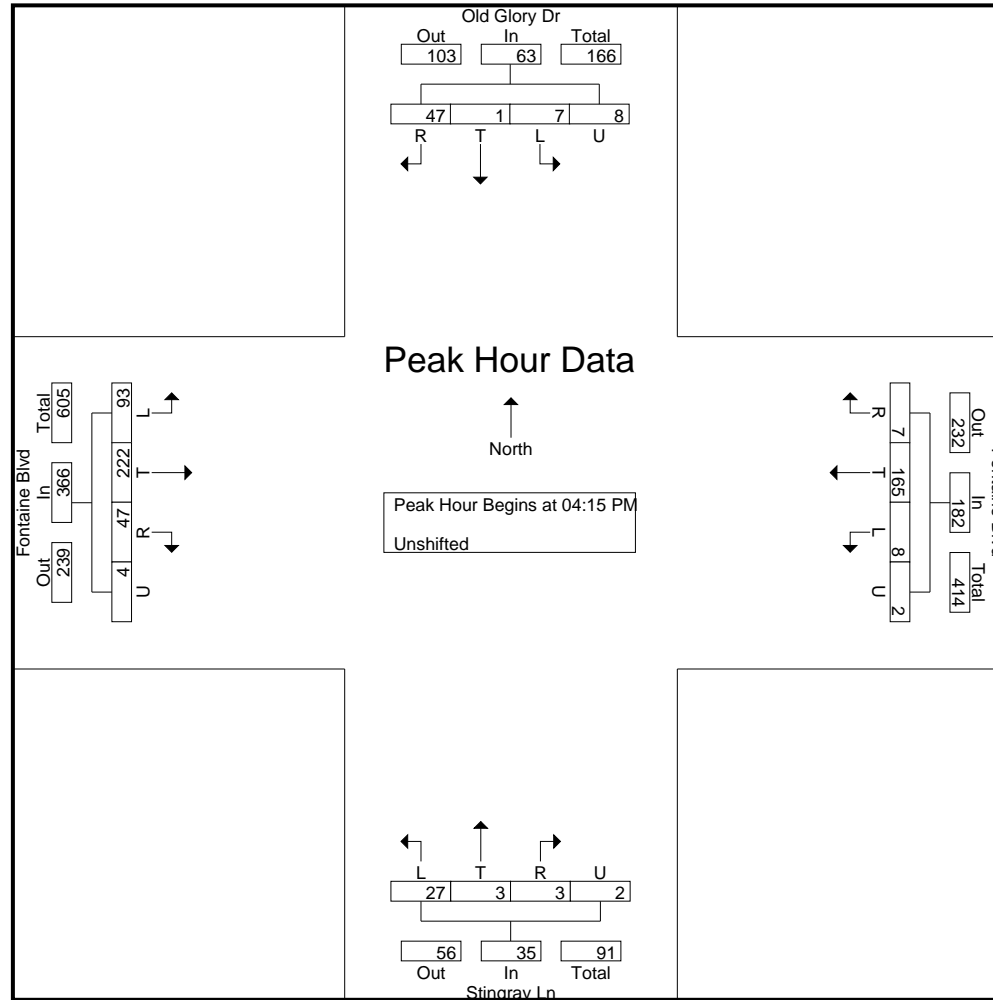 Old Glory Dr
Out In Total
103 63 166
47 1 7 8
R T L U
Peak Hour Data
North
Peak Hour Begins at 04:15 PM
Unshifted
Fontaine Blvd
Total In Out
605 366 239
93 222 47 4
L T R U
R T L U
7 165 8 2
Out In Total
232 182 414
L T R U
27 3 3 2
56 35 91
Out In Total
Stingray Ln